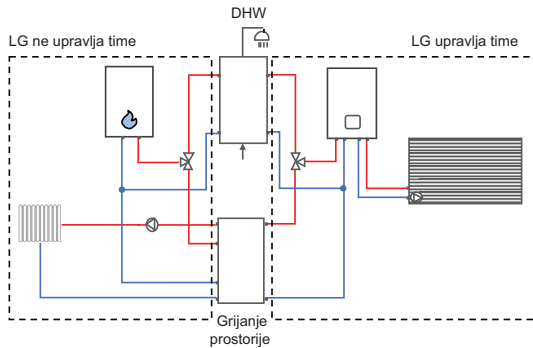 DHW
LG ne upravlja time
LG upravlja time
Grijanje
prostorije